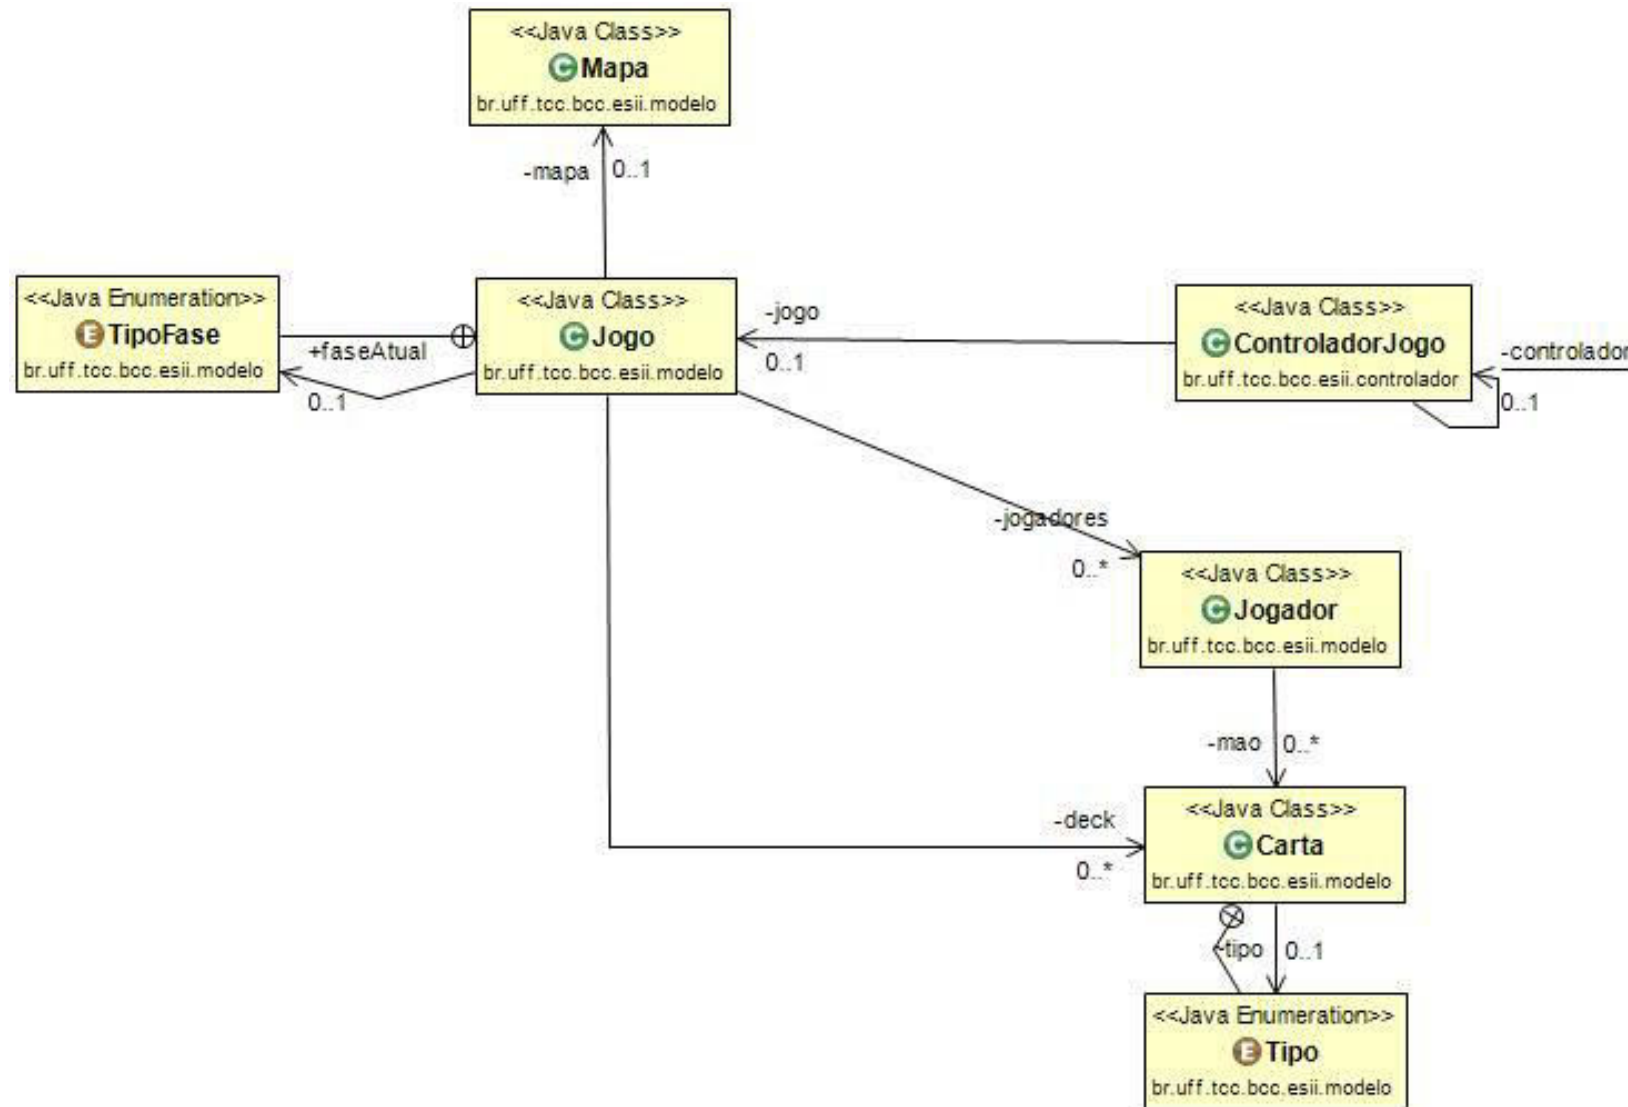 <<Java Class>>
C Mapa
br.uff.tcc.bcc.esii.modelo
-mapa 0..1
<<Java Enumeration>>
E TipoFase
br.uff.tcc.bcc.esii.modelo
+faseAtual
0..1
<<Java Class>>
C Jogo
br.uff.tcc.bcc.esii.modelo
-jogo
0..1
<<Java Class>>
C ControladorJogo
br.uff.tcc.bcc.esii.controlador
-controlador
0..1
-jogadores
0..*
<<Java Class>>
C Jogador
br.uff.tcc.bcc.esii.modelo
-mao 0..*
-deck
0..*
<<Java Class>>
C Carta
br.uff.tcc.bcc.esii.modelo
~tipo 0..1
<<Java Enumeration>>
E Tipo
br.uff.tcc.bcc.esii.modelo